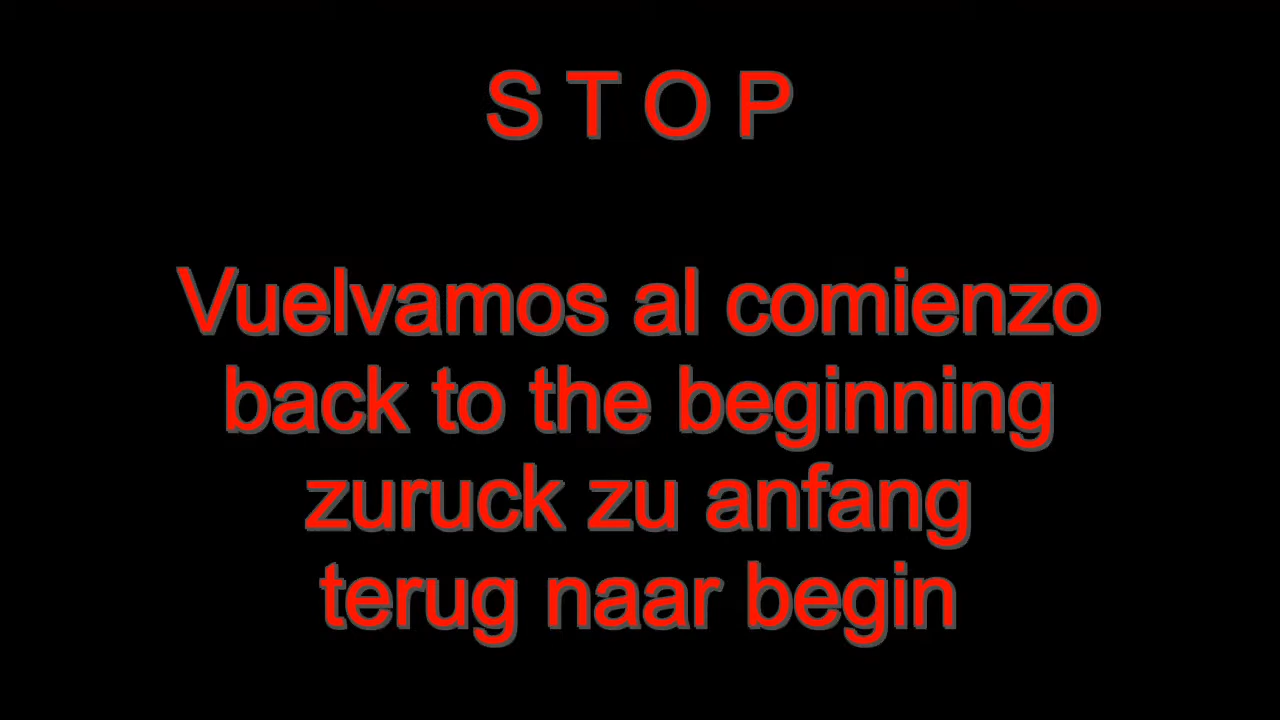 S T O P
Vuelvamos al comienzo
back to the beginning
zuruck zu anfang
terug naar begin